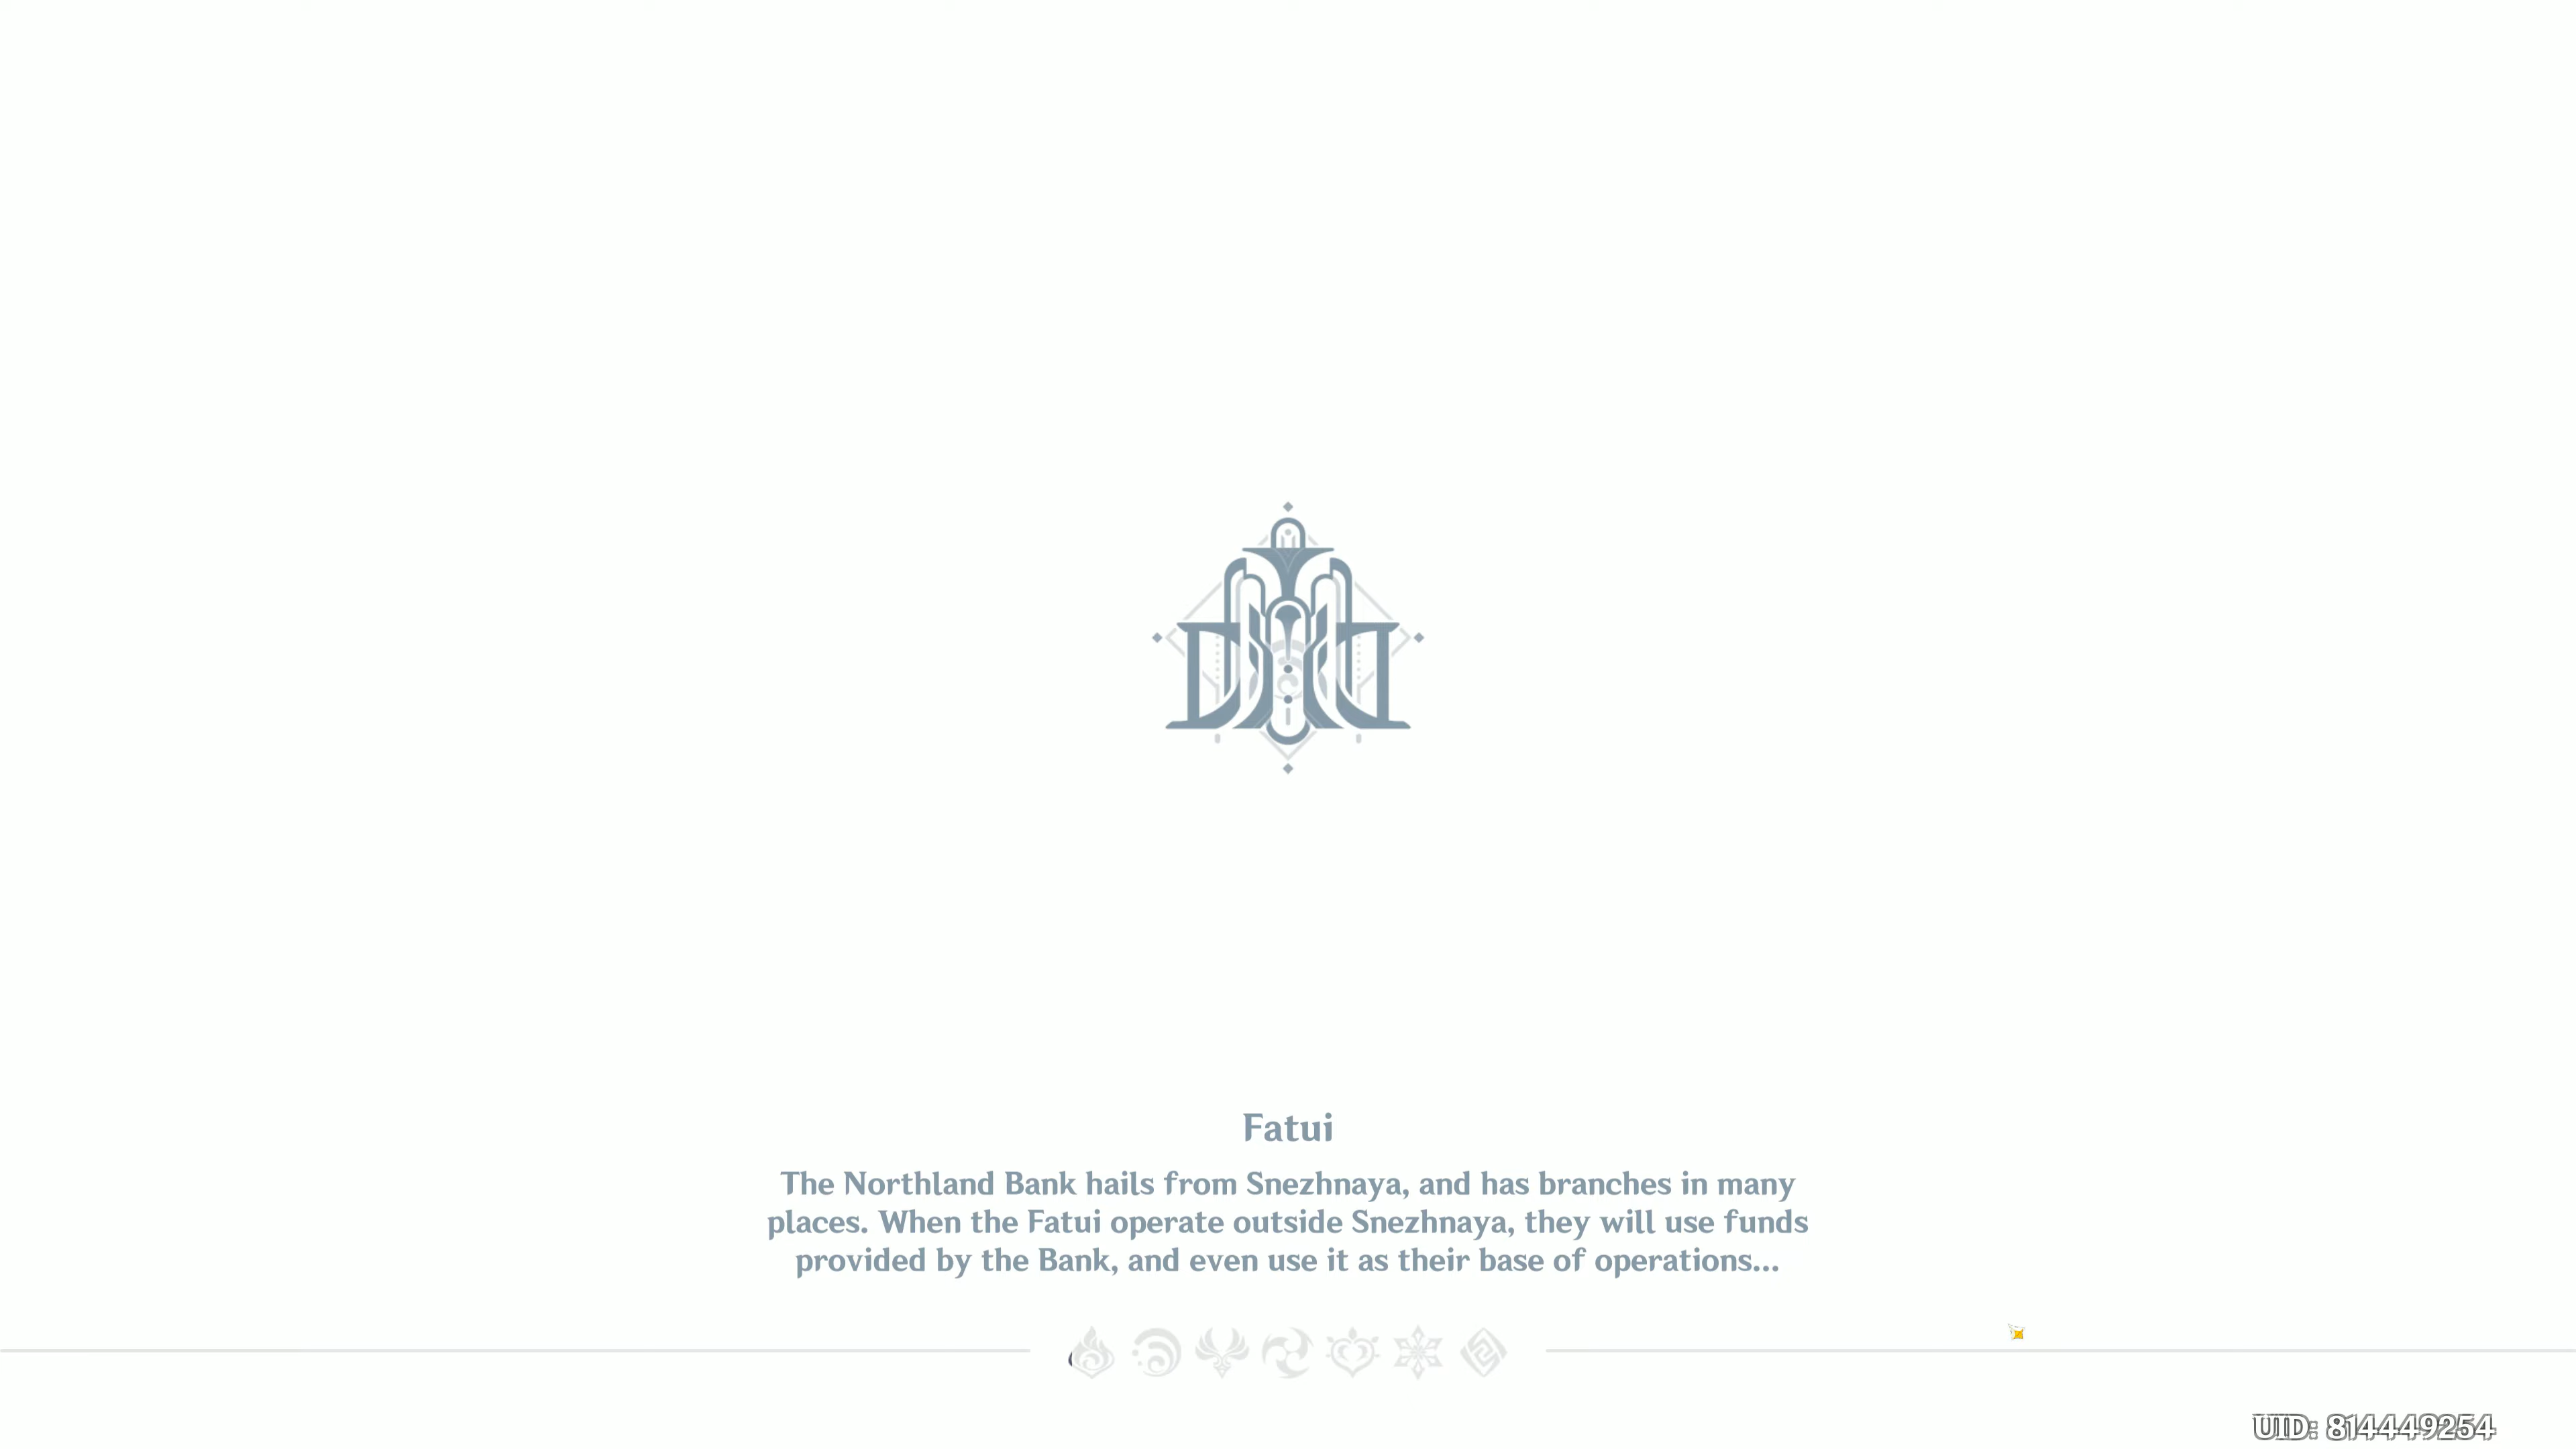 Fatui
The Northland Bank hails from Snezhnaya, and has branches in many
places. When the Fatui operate outside Snezhnaya, they will use funds
provided by the Bank, and even use it as their base of operations...
UID: 814449254